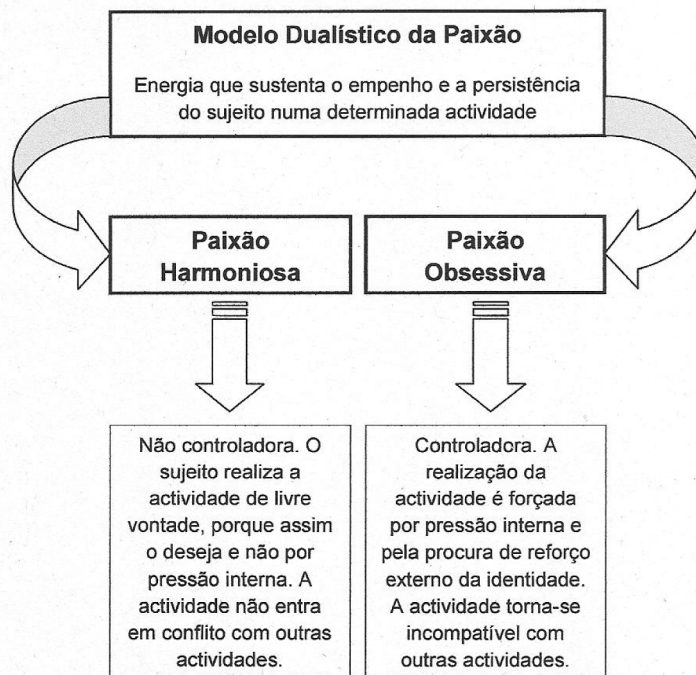 Modelo Dualístico da Paixão
Energia que sustenta o empenho e a persistência
do sujeito numa determinada actividade
Paixão
Harmoniosa
Paixão
Obsessiva
Não controladora. O
sujeito realiza a
actividade de livre
vontade, porque assim
o deseja e não por
pressão interna. A
actividade não entra
em conflito com outras
actividades.
Controladora. A
realização da
actividade é forçada
por pressão interna e
pela procura de reforço
externo da identidade.
A actividade torna-se
incompatível com
outras actividades.